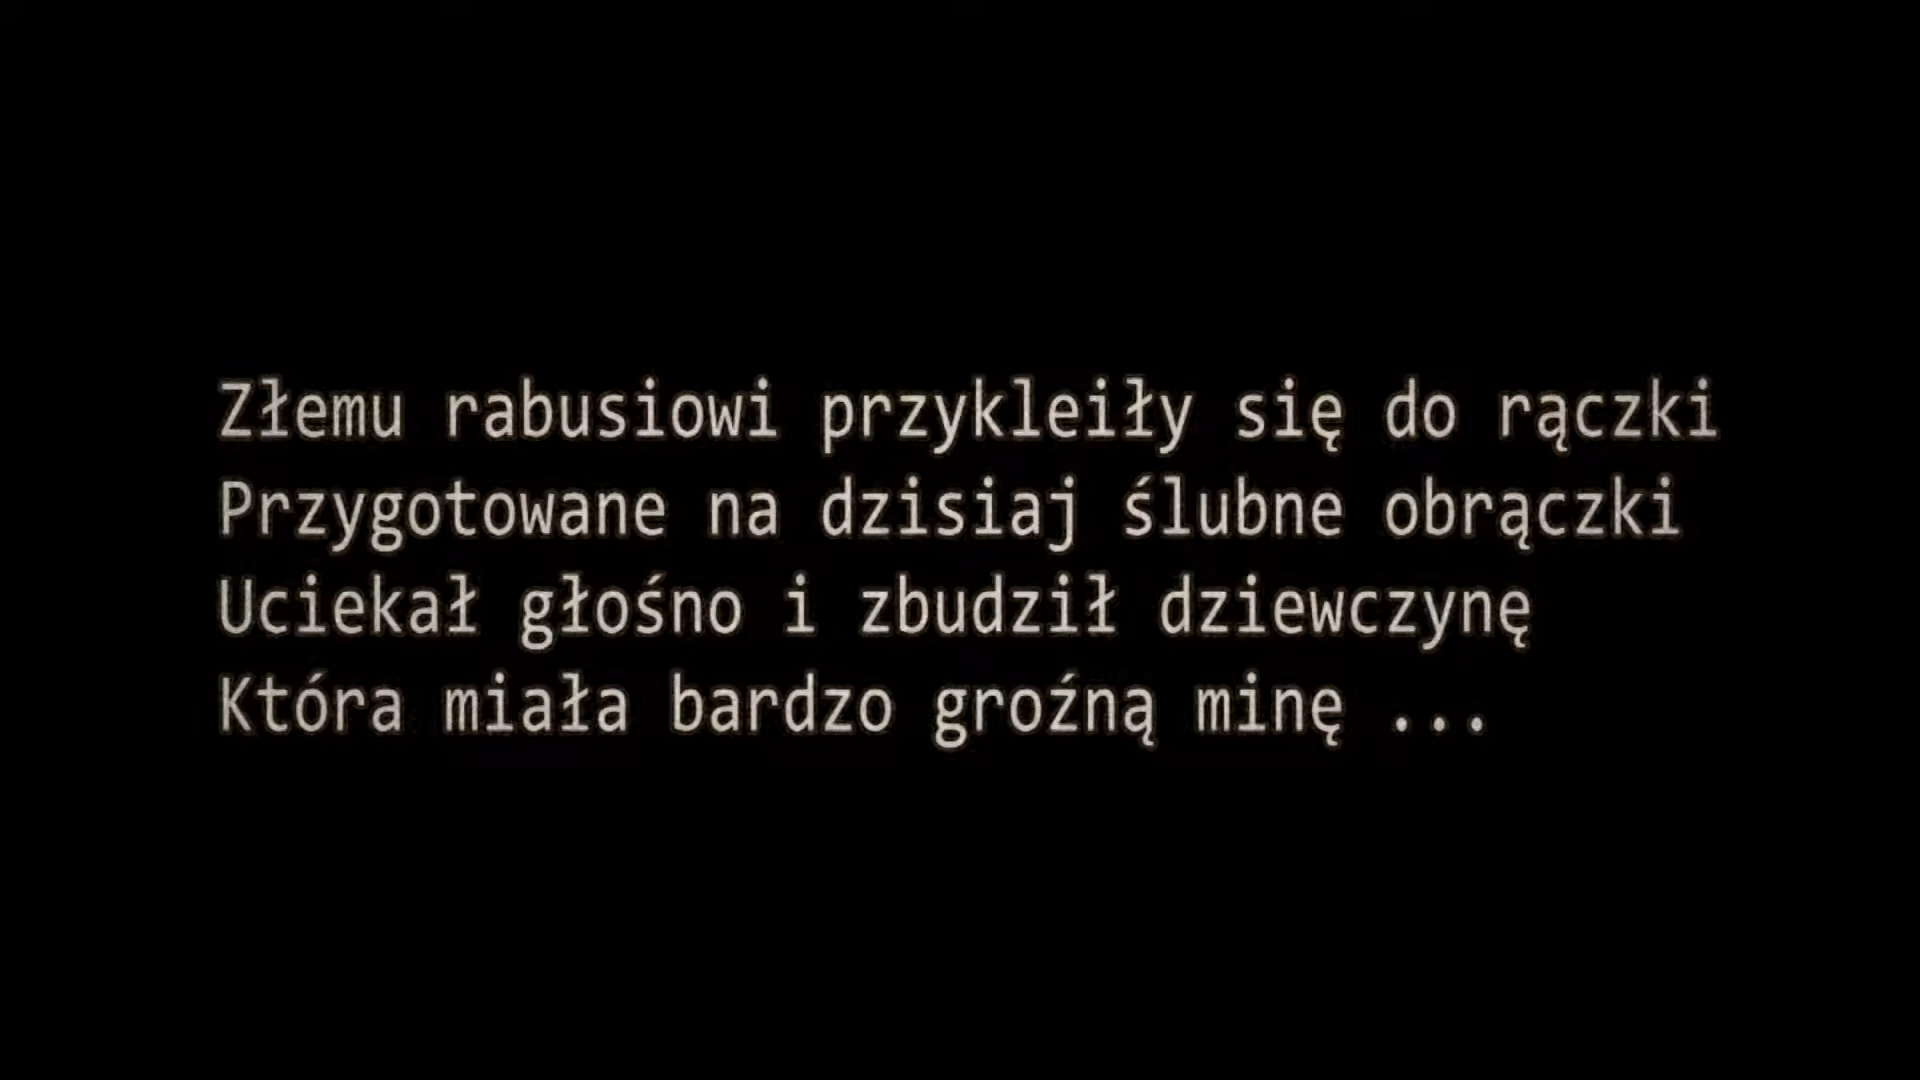 Złemu rabusiowi przykleiły się do rączki
Przygotowane na dzisiaj ślubne obrączki
Uciekał głośno i zbudził dziewczynę
Która miała bardzo groźną minę ...